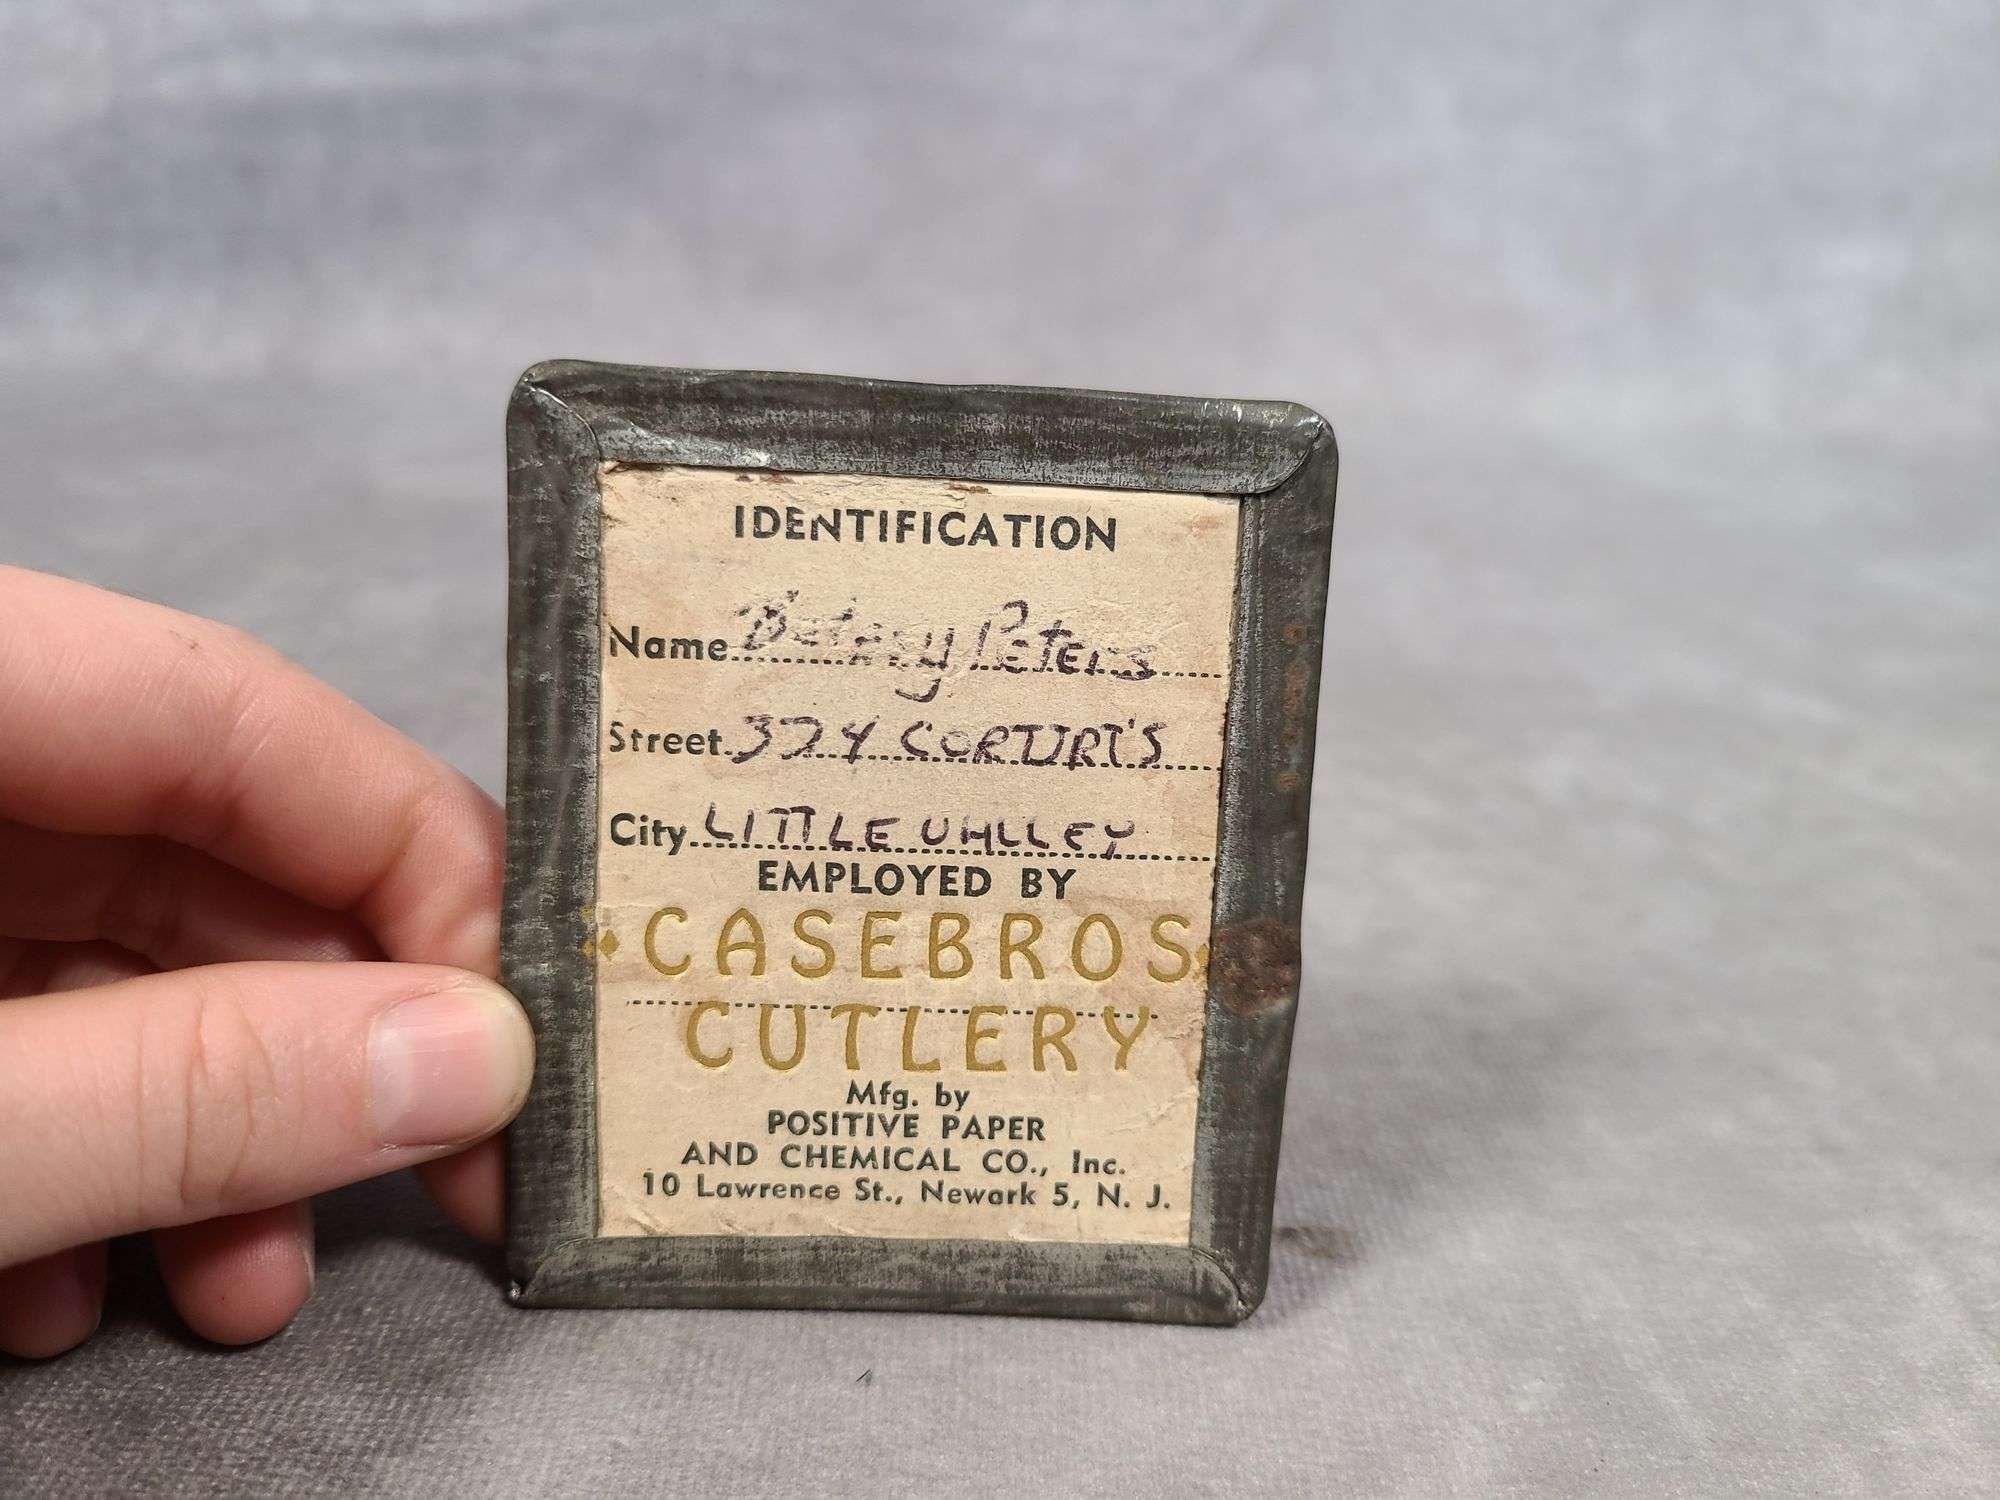 IDENTIFICATION
Name Betsy Peters
Street 324
City LITTLE VALLEY
EMPLOYED BY
CASEBROS
CUTLERY
Mfg. by
POSITIVE PAPER
AND CHEMICAL CO., Inc.
10 Lawrence St., Newark 5, N. J.